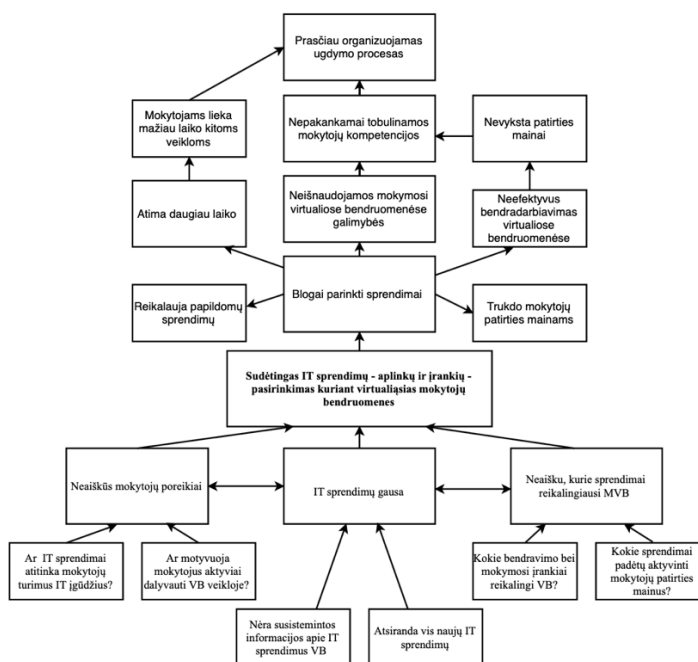 Prasčiau organizuojamas
ugdymo procesas
Mokytojams lieka
mažiau laiko kitoms
veikloms
Nepakankamai tobulinamos
mokytojų kompetencijos
Nevyksta patirties
mainai
Atima daugiau laiko
Neišnaudojamos mokymosi
virtualiose bendruomenėse
galimybės
Neefektyvus
bendradarbiavimas
virtualiose
bendruomenėse
Reikalauja papildomų
sprendimų
Blogai parinkti sprendimai
Trukdo mokytojų
patirties mainams
Sudėtingas IT sprendimų - aplinkų ir įrankių -
pasirinkimas kuriant virtualiąsias mokytojų
bendruomenes
Neaiškūs mokytojų poreikiai
IT sprendimų gausa
Neaišku, kurie sprendimai
reikalingiausi MVB
Ar IT sprendimai
atitinka mokytojų
turimus IT įgūdžius?
Ar motyvuoja
mokytojus aktyviai
dalyvauti VB veikloje?
Kokie bendravimo bei
mokymosi įrankiai
reikalingi VB?
Kokie sprendimai
padėtų aktyvinti
mokytojų patirties
mainus?
Nėra susistemintos
informacijos apie IT
sprendimus VB
Atsiranda vis naujų IT
sprendimų